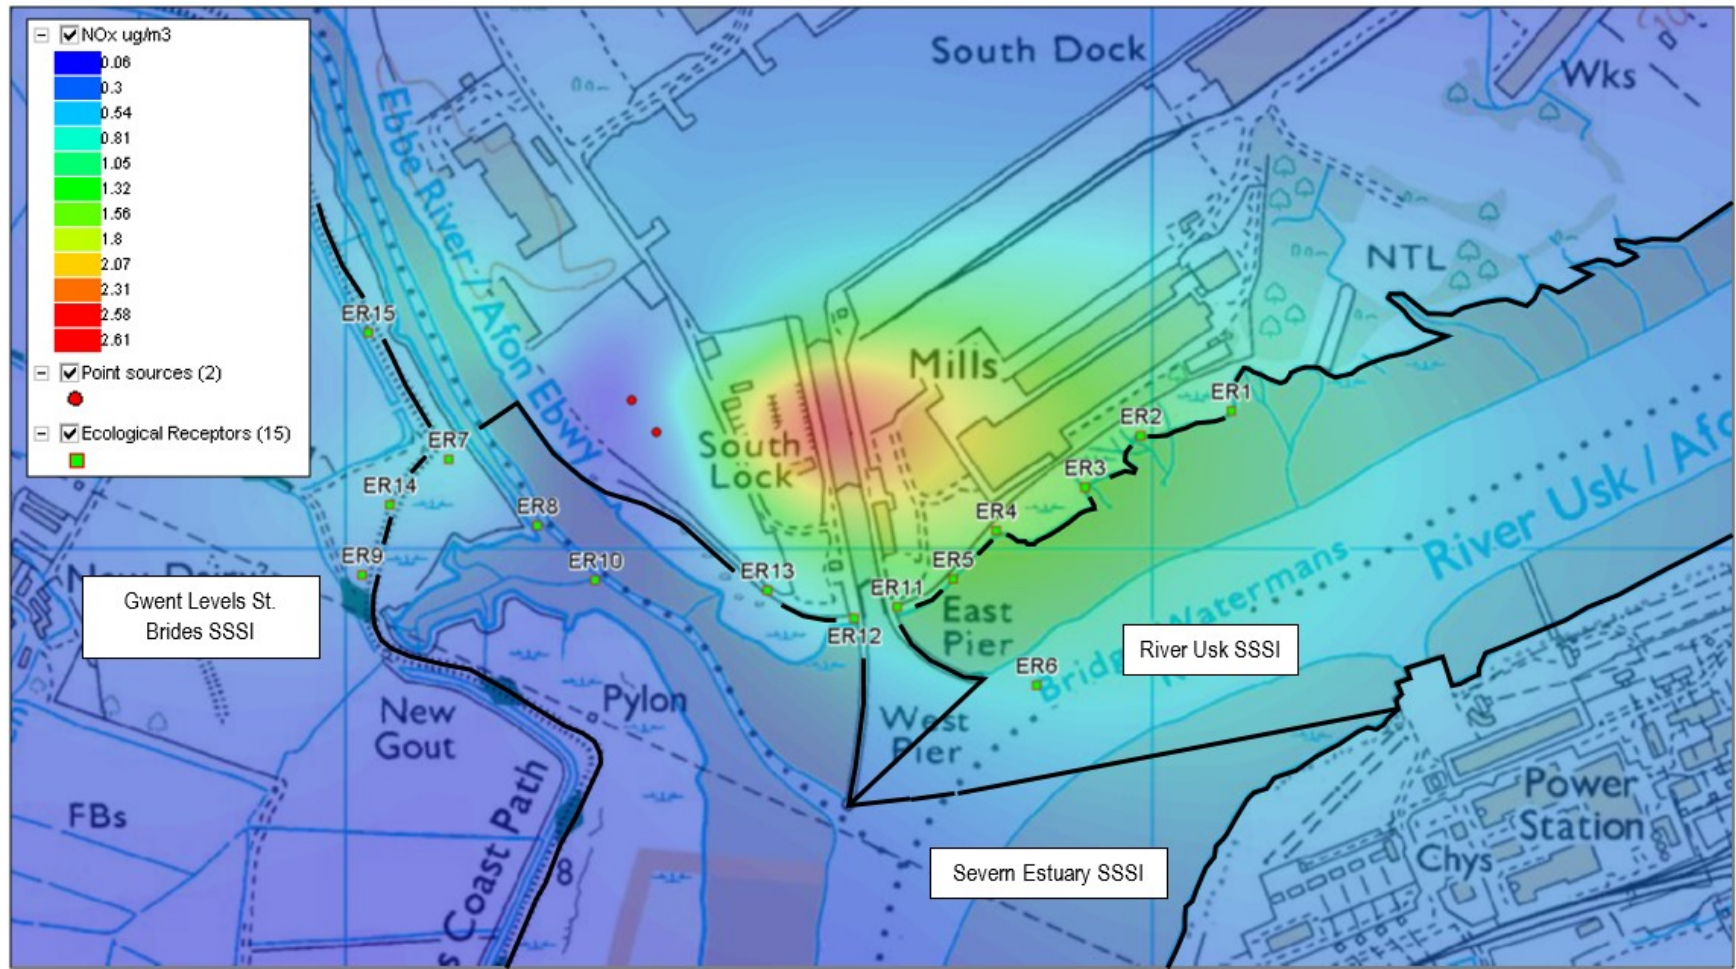 NOx ug/m3
0.06
0.3
0.54
0.81
1.05
1.32
1.56
1.8
2.07
2.31
2.58
2.61
Point sources (2)
Ecological Receptors (15)
South Dock
Wks
Ebbw River / Afon Ebwy
NTL
Mills
South
Lock
ER15
ER1
ER2
ER7
ER3
ER14
ER8
ER4
ER9
ER10
ER13
ER5
ER11
ER12
ER6
East
Pier
West
Pier
River Usk / Afo
Watermans
Gwent Levels St.
Brides SSSI
River Usk SSSI
Severn Estuary SSSI
New
Gout
Pylon
FBs
s Coast Path
8
Power
Station
Chys